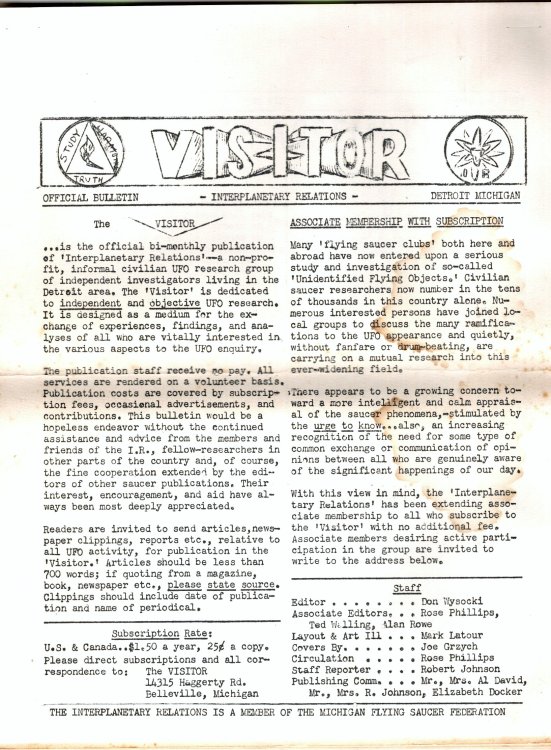 STUDY HARMONY TRUTH
VISITOR
OUR
OFFICIAL BULLETIN - INTERPLANETARY RELATIONS - DETROIT MICHIGAN
The VISITOR
...is the official bi-monthly publication
of 'Interplanetary Relations'--a non-pro-
fit, informal civilian UFO research group
of independent investigators living in the
Detroit area. The 'Visitor' is dedicated
to independent and objective UFO research.
It is designed as a medium for the ex-
change of experiences, findings, and ana-
lyses of all who are vitally interested in
the various aspects to the UFO enquiry.
The publication staff receive no pay. All
services are rendered on a volunteer basis.
Publication costs are covered by subscrip-
tion fees, occasional advertisements, and
contributions. This bulletin would be a
hopeless endeavor without the continued
assistance and advice from the members and
friends of the I.R., fellow-researchers in
other parts of the country and, of course,
the fine cooperation extended by the edi-
tors of other saucer publications. Their
interest, encouragement, and aid have al-
ways been most deeply appreciated.
Readers are invited to send articles,news-
paper clippings, reports etc., relative to
all UFO activity, for publication in the
'Visitor.' Articles should be less than
700 words; if quoting from a magazine,
book, newspaper etc., please state source.
Clippings should include date of publica-
tion and name of periodical.
Subscription Rate:
U.S. & Canada..$1.50 a year, 25¢ a copy.
Please direct subscriptions and all cor-
respondence to: The VISITOR
14315 Haggerty Rd.
Belleville, Michigan
ASSOCIATE MEMBERSHIP WITH SUBSCRIPTION
Many 'flying saucer clubs' both here and
abroad have now entered upon a serious
study and investigation of so-called
'Unidentified Flying Objects.' Civilian
saucer researchers now number in the tens
of thousands in this country alone. Nu-
merous interested persons have joined lo-
cal groups to discuss the many ramifica-
tions to the UFO appearance and quietly,
without fanfare or drum-beating, are
carrying on a mutual research into this
ever-widening field.
There appears to be a growing concern to-
ward a more intelligent and calm apprais-
al of the saucer phenomena,-stimulated by
the urge to know...also, an increasing
recognition of the need for some type of
common exchange or communication of opi-
nions between all who are genuinely aware
of the significant happenings of our day.
With this view in mind, the 'Interplane-
tary Relations' has been extending asso-
ciate membership to all who subscribe to
the 'Visitor' with no additional fee.
Associate members desiring active parti-
cipation in the group are invited to
write to the address below.
Staff
Editor . . . . . . . . Don Wysocki
Associate Editors. . . Rose Phillips,
Ted Walling, Alan Rowe
Layout & Art Ill . . . Mark Latour
Covers By. . . . . . . Joe Grzych
Circulation . . . . . Rose Phillips
Staff Reporter . . . . Robert Johnson
Publishing Comm. . . . Mr., Mrs. Al David,
Mr., Mrs. R. Johnson, Elizabeth Docker
THE INTERPLANETARY RELATIONS IS A MEMBER OF THE MICHIGAN FLYING SAUCER FEDERATION